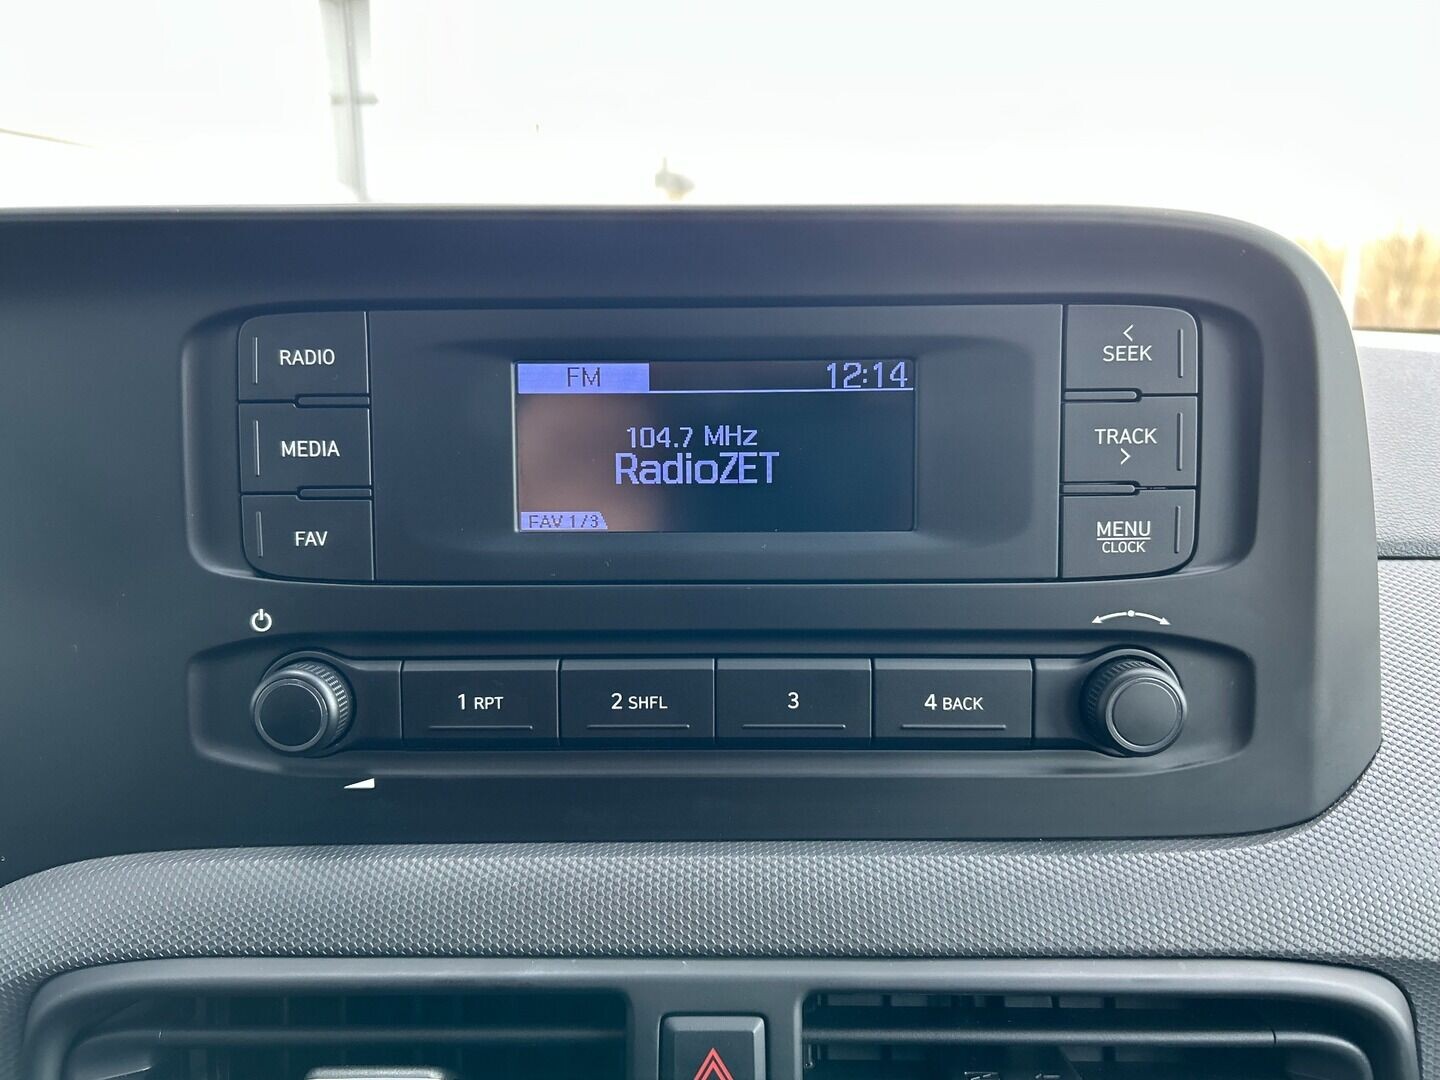 RADIO
MEDIA
FAV
FM 12:14
104.7 MHz
RadioZET
FAV 1/3
< SEEK
TRACK >
MENU
CLOCK
1 RPT
2 SHFL
3
4 BACK